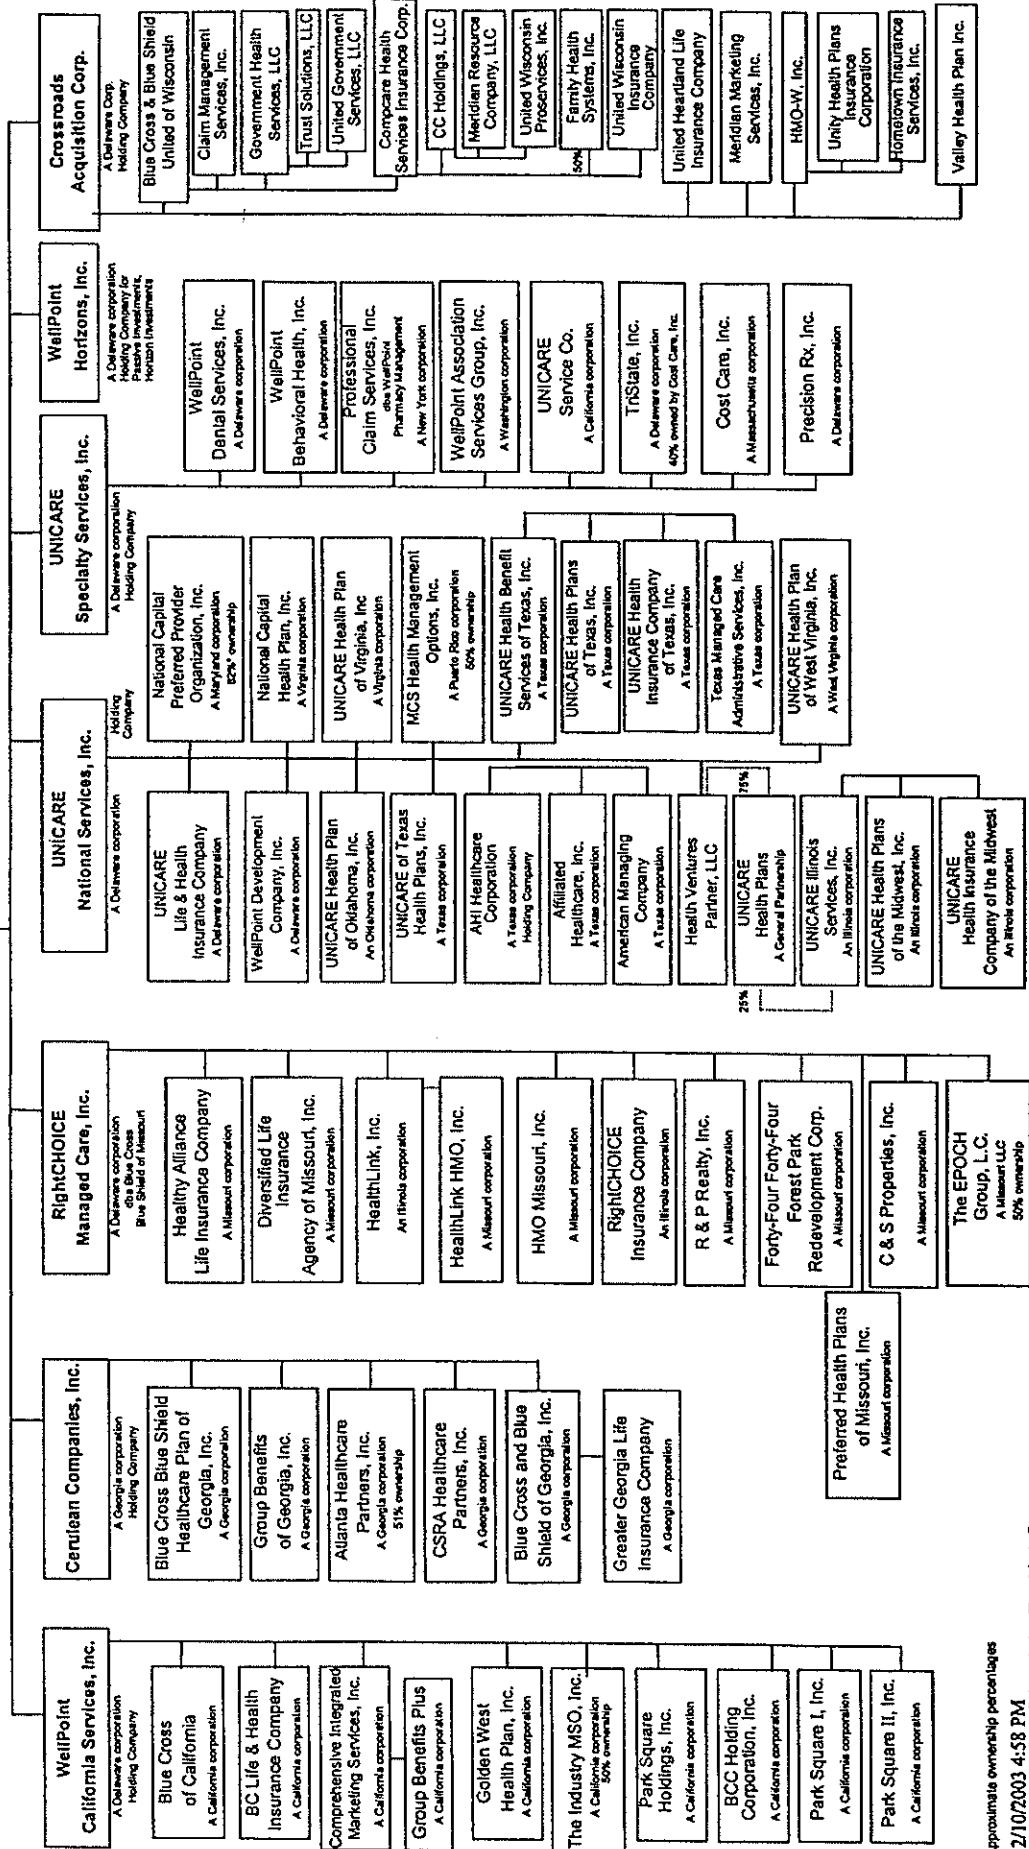 WellPoint
California Services, Inc.
A Delaware corporation
Holding Company
Blue Cross
of California
A California corporation
BC Life & Health
Insurance Company
A California corporation
Comprehensive Integrated
Marketing Services, Inc.
A California corporation
Group Benefits Plus
A California corporation
Golden West
Health Plan, Inc.
A California corporation
The Industry MSO, Inc.
A California corporation
50% ownership
Park Square
Holdings, Inc.
A California corporation
BCC Holding
Corporation, Inc.
A California corporation
Park Square I, Inc.
A California corporation
Park Square II, Inc.
A California corporation
Cerulean Companies, Inc.
A Georgia corporation
Holding Company
Blue Cross Blue Shield
Healthcare Plan of
Georgia, Inc.
A Georgia corporation
Group Benefits
of Georgia, Inc.
A Georgia corporation
Atlanta Healthcare
Partners, Inc.
A Georgia corporation
51% ownership
CSRA Healthcare
Partners, Inc.
A Georgia corporation
Blue Cross and Blue
Shield of Georgia, Inc.
A Georgia corporation
Greater Georgia Life
Insurance Company
A Georgia corporation
RightCHOICE
Managed Care, Inc.
A Delaware corporation
dba Blue Cross
Blue Shield of Missouri
Healthy Alliance
Life Insurance Company
A Missouri corporation
Diversified Life
Insurance
Agency of Missouri, Inc.
A Missouri corporation
HealthLink, Inc.
An Illinois corporation
HealthLink HMO, Inc.
A Missouri corporation
HMO Missouri, Inc.
A Missouri corporation
RightCHOICE
Insurance Company
An Illinois corporation
R & P Realty, Inc.
A Missouri corporation
Forty-Four Forty-Four
Forest Park
Redevelopment Corp.
A Missouri corporation
Preferred Health Plans
of Missouri, Inc.
A Missouri corporation
C & S Properties, Inc.
A Missouri corporation
The EPOCH
Group, L.C.
A Missouri LLC
50% ownership
UNICARE
National Services, Inc.
A Delaware corporation
Holding
Company
UNICARE
Life & Health
Insurance Company
A Delaware corporation
WellPoint Development
Company, Inc.
A Delaware corporation
UNICARE Health Plan
of Oklahoma, Inc.
An Oklahoma corporation
UNICARE of Texas
Health Plans, Inc.
A Texas corporation
AHI Healthcare
Corporation
A Texas corporation
Holding Company
Affiliated
Healthcare, Inc.
A Texas corporation
American Managing
Company
A Texas corporation
Health Ventures
Partner, LLC
75%
UNICARE
Health Plans
A General Partnership
25%
UNICARE Illinois
Services, Inc.
An Illinois corporation
UNICARE Health Plans
of the Midwest, Inc.
An Illinois corporation
UNICARE
Health Insurance
Company of the Midwest
An Illinois corporation
National Capital
Preferred Provider
Organization, Inc.
A Maryland corporation
52%* ownership
National Capital
Health Plan, Inc.
A Virginia corporation
UNICARE Health Plan
of Virginia, Inc
A Virginia corporation
MCS Health Management
Options, Inc.
A Puerto Rico corporation
50% ownership
UNICARE Health Benefit
Services of Texas, Inc.
A Texas corporation
UNICARE Health Plans
of Texas, Inc.
A Texas corporation
UNICARE Health
Insurance Company
of Texas, Inc.
A Texas corporation
Texas Managed Care
Administrative Services, Inc.
A Texas corporation
UNICARE Health Plan
of West Virginia, Inc.
A West Virginia corporation
UNICARE
Specialty Services, Inc.
A Delaware corporation
Holding Company
WellPoint
Dental Services, Inc.
A Delaware corporation
WellPoint
Behavioral Health, Inc.
A Delaware corporation
Professional
Claim Services, Inc.
dba WellPoint
Pharmacy Management
A New York corporation
WellPoint Association
Services Group, Inc.
A Washington corporation
UNICARE
Service Co.
A California corporation
TriState, Inc.
A Delaware corporation
40% owned by Cost Care, Inc
Cost Care, Inc.
A Massachusetts corporation
Precision Rx, Inc.
A Delaware corporation
WellPoint
Horizons, Inc.
A Delaware corporation
Holding Company for
Passive Investments,
Horizon Investments
Crossroads
Acquisition Corp.
A Delaware Corp.
Holding Company
Blue Cross & Blue Shield
United of Wisconsin
Claim Management
Services, Inc.
Government Health
Services, LLC
Trust Solutions, LLC
United Government
Services, LLC
Compcare Health
Services Insurance Corp.
CC Holdings, LLC
Meridian Resource
Company, LLC
United Wisconsin
Proservices, Inc.
50%
Family Health
Systems, Inc.
United Wisconsin
Insurance
Company
United Heartland Life
Insurance Company
Meridian Marketing
Services, Inc.
HMO-W, Inc.
Unity Health Plans
Insurance
Corporation
Hometown Insurance
Services, Inc.
Valley Health Plan Inc.
pproximate ownership percentages
2/10/2003 4:58 PM